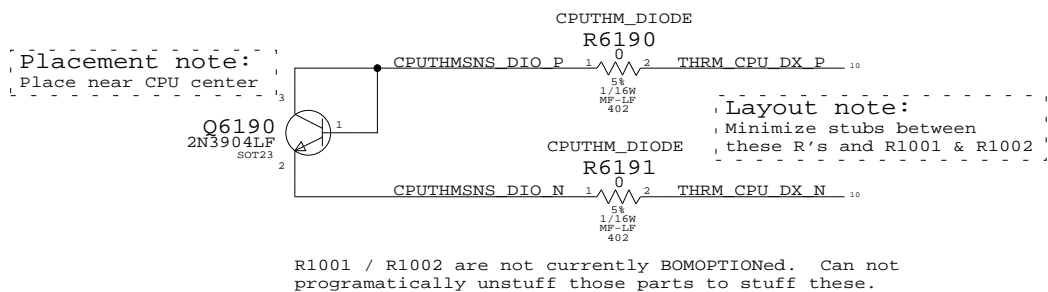 CPUTHM_DIODE
R6190
0
Placement note:
Place near CPU center
CPUTHMSNS_DIO_P
1
2
THRM_CPU_DX_P
10
5%
1/16W
MF-LF
402
3
Q6190
2N3904LF
SOT23
1
2
Layout note:
Minimize stubs between
these R's and R1001 & R1002
CPUTHM_DIODE
R6191
0
CPUTHMSNS_DIO_N
1
2
THRM_CPU_DX_N
10
5%
1/16W
MF-LF
402
R1001 / R1002 are not currently BOMOPTIONed.  Can not
programatically unstuff those parts to stuff these.